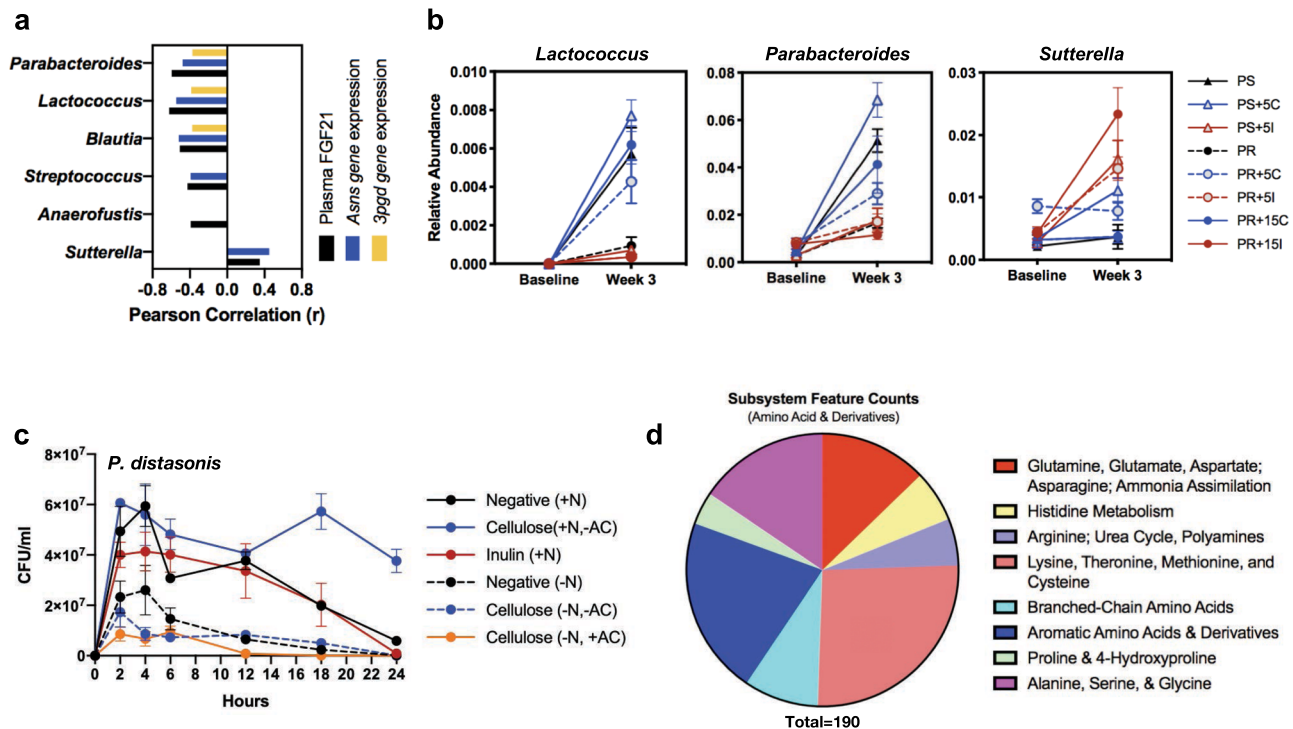 a
Parabacteroides
Lactococcus
Blautia
Streptococcus
Anaerofustis
Sutterella
-0.8 -0.4 0.0 0.4 0.8
Pearson Correlation (r)
Plasma FGF21
Asns gene expression
3pgd gene expression
b
Lactococcus
Parabacteroides
Sutterella
Relative Abundance
0.010
0.008
0.006
0.004
0.002
0.000
Baseline Week 3
0.08
0.06
0.04
0.02
0.00
Baseline Week 3
0.03
0.02
0.01
0.00
Baseline Week 3
PS
PS+5C
PS+5I
PR
PR+5C
PR+5I
PR+15C
PR+15I
c
P. distasonis
CFU/ml
8×10⁷
6×10⁷
4×10⁷
2×10⁷
0
0 2 4 6 8 10 12 14 16 18 20 22 24
Hours
Negative (+N)
Cellulose(+N,-AC)
Inulin (+N)
Negative (-N)
Cellulose (-N,-AC)
Cellulose (-N, +AC)
d
Subsystem Feature Counts
(Amino Acid & Derivatives)
Total=190
Glutamine, Glutamate, Aspartate;
Asparagine; Ammonia Assimilation
Histidine Metabolism
Arginine; Urea Cycle, Polyamines
Lysine, Theronine, Methionine, and
Cysteine
Branched-Chain Amino Acids
Aromatic Amino Acids & Derivatives
Proline & 4-Hydroxyproline
Alanine, Serine, & Glycine